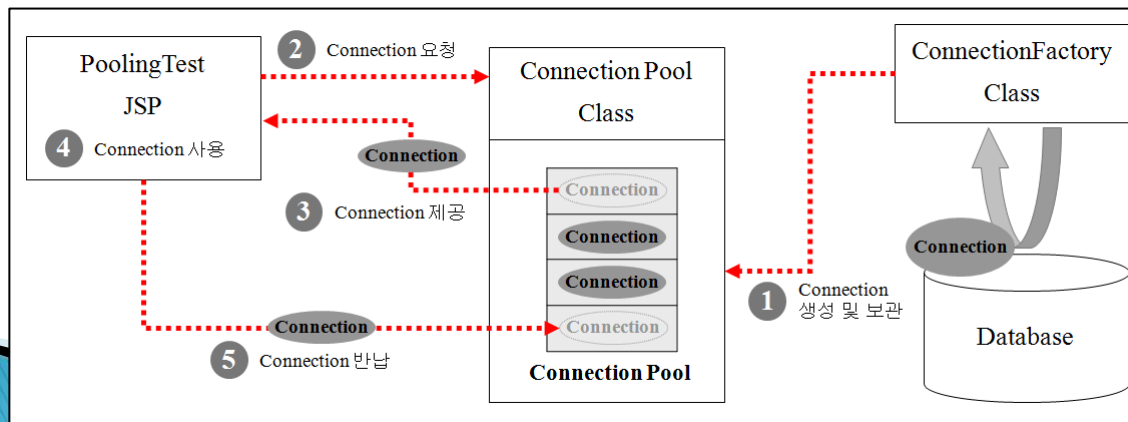 PoolingTest
JSP
4 Connection 사용
2 Connection 요청
Connection
3 Connection 제공
Connection
5 Connection 반납
Connection Pool
Class
Connection
Connection
Connection
Connection
Connection Pool
1 Connection
생성 및 보관
ConnectionFactory
Class
Connection
Database